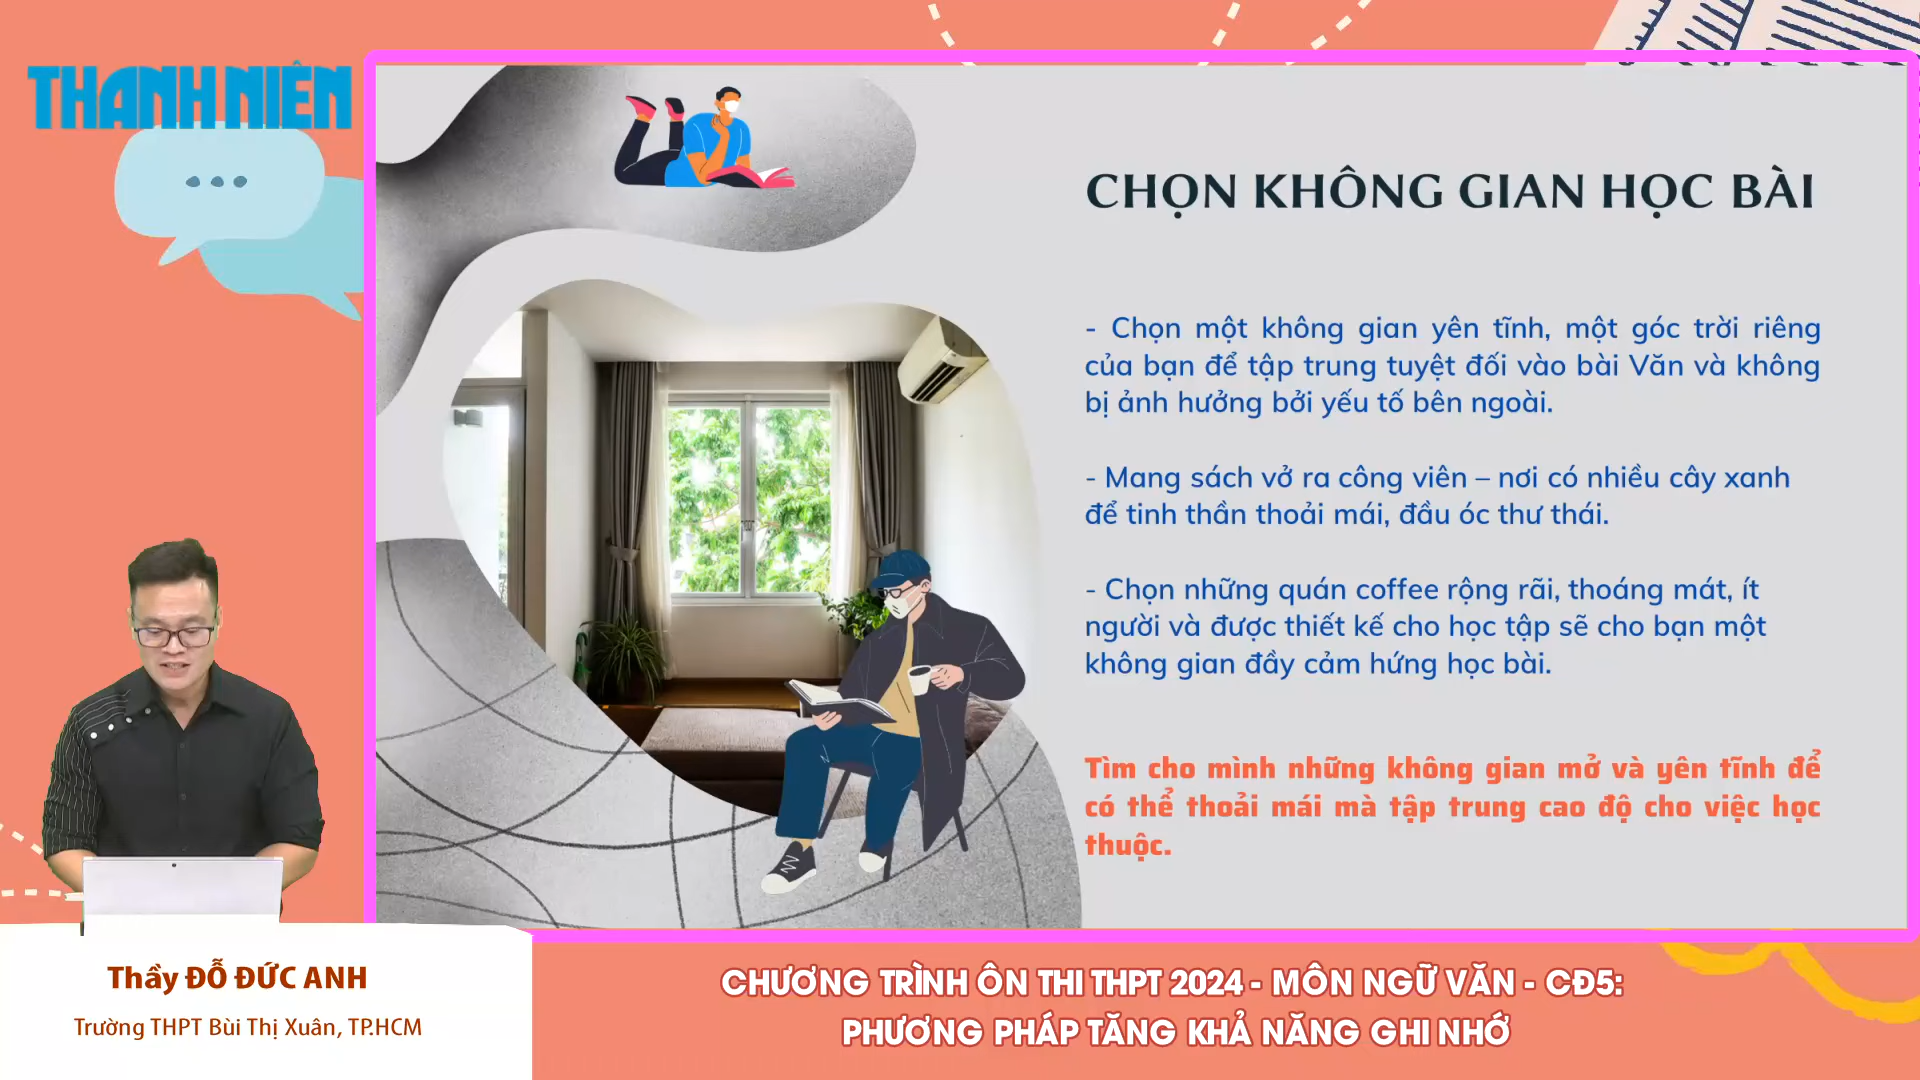 THANH NIÊN
CHỌN KHÔNG GIAN HỌC BÀI
- Chọn một không gian yên tĩnh, một góc trời riêng
của bạn để tập trung tuyệt đối vào bài Văn và không
bị ảnh hưởng bởi yếu tố bên ngoài.
- Mang sách vở ra công viên – nơi có nhiều cây xanh
để tinh thần thoải mái, đầu óc thư thái.
- Chọn những quán coffee rộng rãi, thoáng mát, ít
người và được thiết kế cho học tập sẽ cho bạn một
không gian đầy cảm hứng học bài.
Tìm cho mình những không gian mở và yên tĩnh để
có thể thoải mái mà tập trung cao độ cho việc học
thuộc.
Thầy ĐỖ ĐỨC ANH
Trường THPT Bùi Thị Xuân, TP.HCM
CHƯƠNG TRÌNH ÔN THI THPT 2024 - MÔN NGỮ VĂN - CĐ5:
PHƯƠNG PHÁP TĂNG KHẢ NĂNG GHI NHỚ